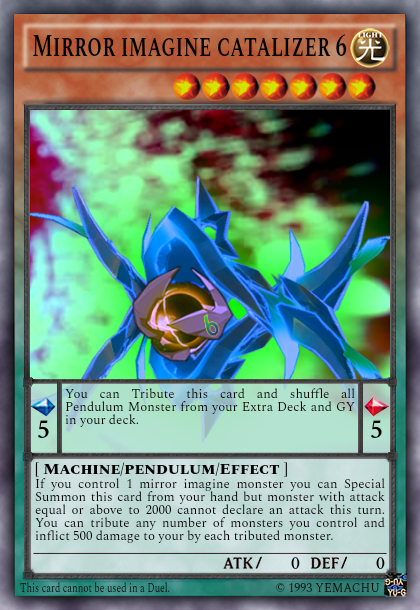 MIRROR IMAGINE CATALIZER 6
LIGHT
光
6
You can Tribute this card and shuffle all
Pendulum Monster from your Extra Deck and GY
in your deck.
5
5
[ MACHINE/PENDULUM/EFFECT ]
If you control 1 mirror imagine monster you can Special
Summon this card from your hand but monster with attack
equal or above to 2000 cannot declare an attack this turn.
You can tribute any number of monsters you control and
inflict 500 damage to your by each tributed monster.
ATK/ 0 DEF/ 0
This card cannot be used in a Duel.
© 1993 YEMACHU